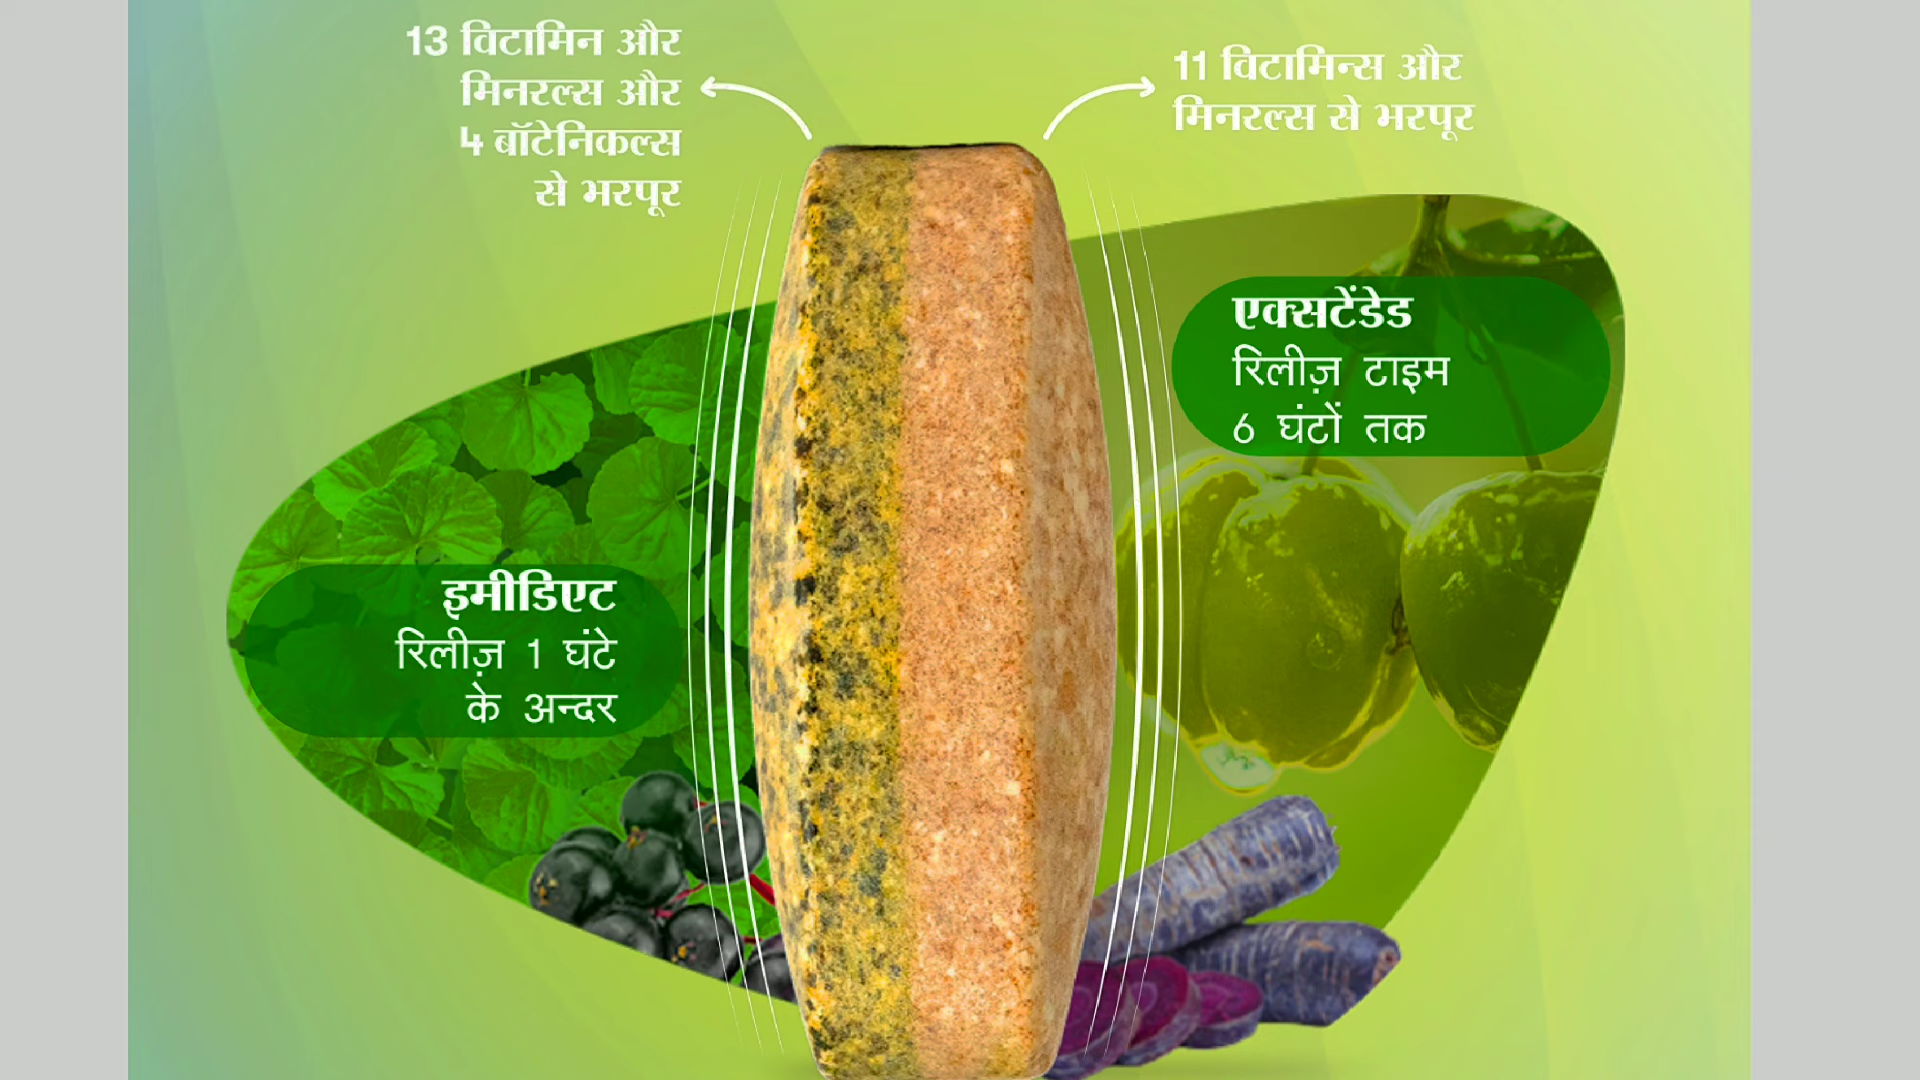 13 विटामिन और
मिनरल्स और
4 बॉटेनिकल्स
से भरपूर
11 विटामिन्स और
मिनरल्स से भरपूर
एक्सटेंडेड
रिलीज़ टाइम
6 घंटों तक
इमीडिएट
रिलीज़ 1 घंटे
के अन्दर